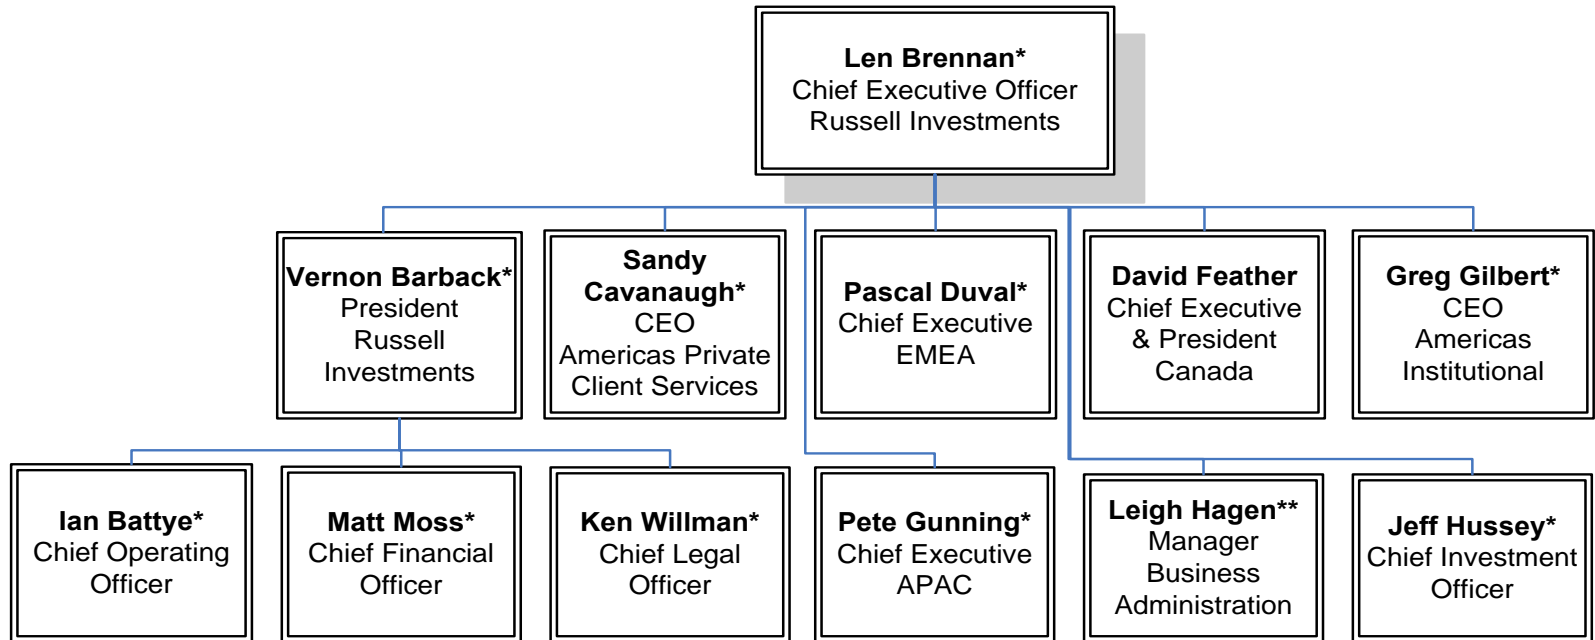 Len Brennan*
Chief Executive Officer
Russell Investments
Vernon Barback*
President
Russell
Investments
Sandy
Cavanaugh*
CEO
Americas Private
Client Services
Pascal Duval*
Chief Executive
EMEA
David Feather
Chief Executive
& President
Canada
Greg Gilbert*
CEO
Americas
Institutional
Ian Battye*
Chief Operating
Officer
Matt Moss*
Chief Financial
Officer
Ken Willman*
Chief Legal
Officer
Pete Gunning*
Chief Executive
APAC
Leigh Hagen**
Manager
Business
Administration
Jeff Hussey*
Chief Investment
Officer